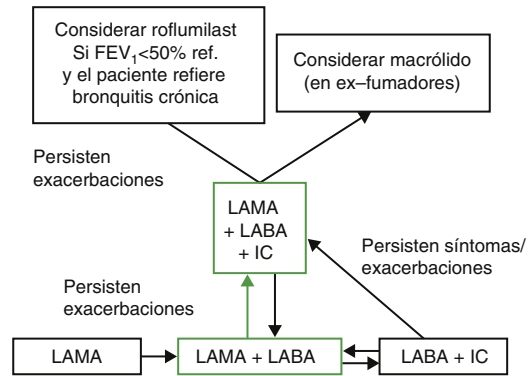 Considerar roflumilast
Si FEV₁<50% ref.
y el paciente refiere
bronquitis crónica
Considerar macrólido
(en ex–fumadores)
Persisten
exacerbaciones
LAMA
+ LABA
+ IC
Persisten síntomas/
exacerbaciones
Persisten
exacerbaciones
LAMA
LAMA + LABA
LABA + IC